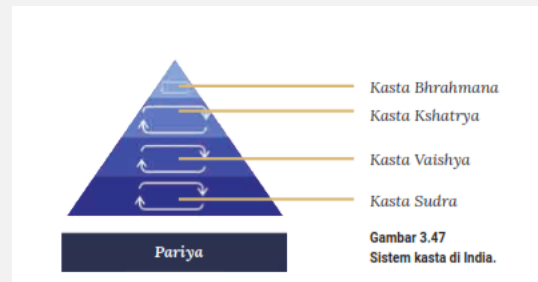 Kasta Bhrahmana
Kasta Kshatrya
Kasta Vaishya
Kasta Sudra
Pariya
Gambar 3.47
Sistem kasta di India.